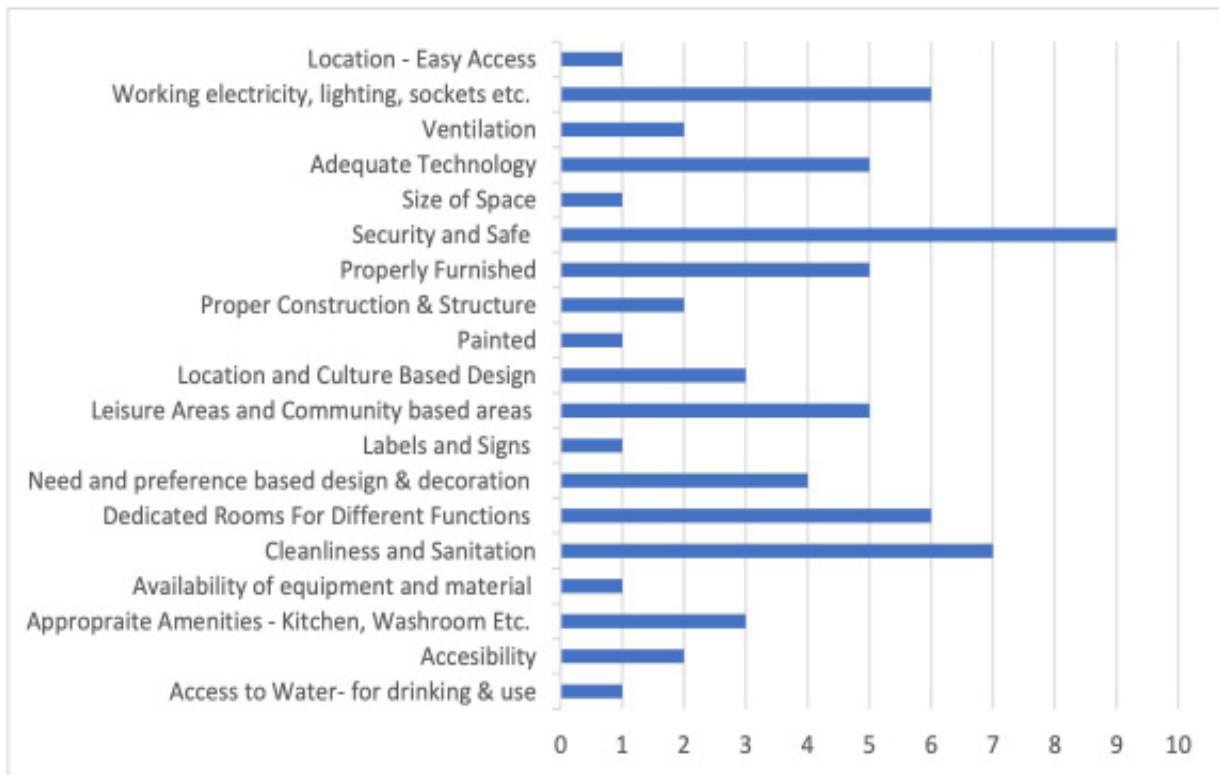 Location - Easy Access
Working electricity, lighting, sockets etc.
Ventilation
Adequate Technology
Size of Space
Security and Safe
Properly Furnished
Proper Construction & Structure
Painted
Location and Culture Based Design
Leisure Areas and Community based areas
Labels and Signs
Need and preference based design & decoration
Dedicated Rooms For Different Functions
Cleanliness and Sanitation
Availability of equipment and material
Appropraite Amenities - Kitchen, Washroom Etc.
Accesibility
Access to Water- for drinking & use
0 1 2 3 4 5 6 7 8 9 10